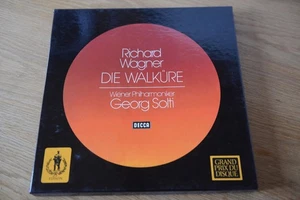 Richard
Wagner
DIE WALKÜRE
Wiener Philharmoniker
Georg Solti
DECCA
GRAND
PRIX DU
DISQUE